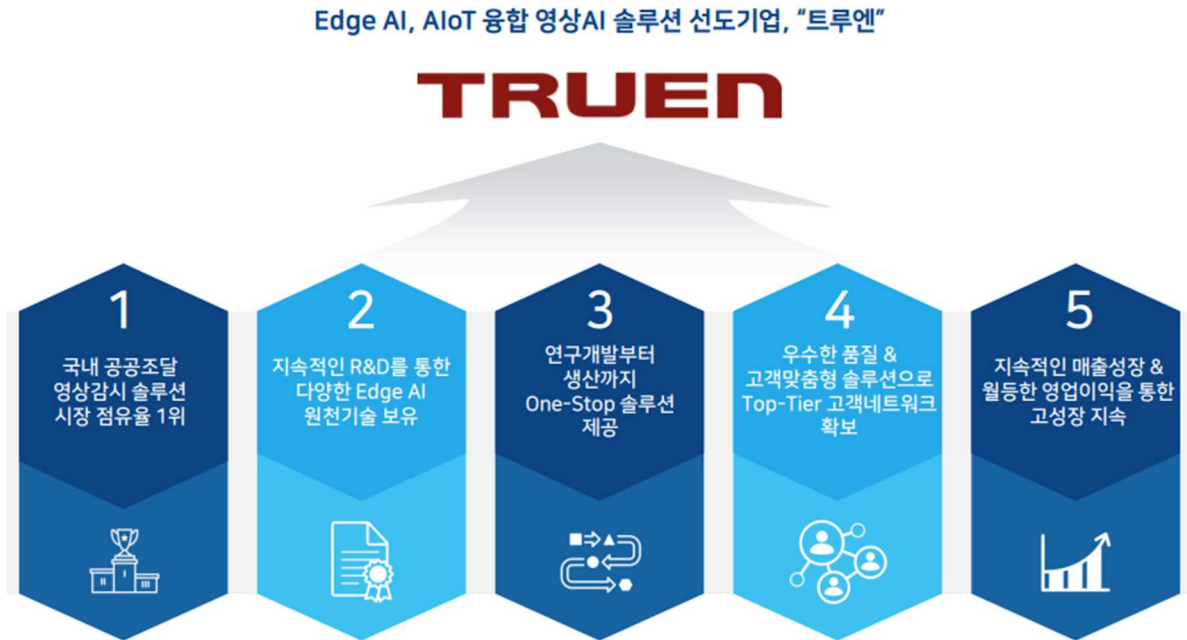 Edge AI, AIoT 융합 영상AI 솔루션 선도기업, “트루엔”
TRUEN
1
국내 공공조달
영상감시 솔루션
시장 점유율 1위
2
지속적인 R&D를 통한
다양한 Edge AI
원천기술 보유
3
연구개발부터
생산까지
One-Stop 솔루션
제공
4
우수한 품질 &
고객맞춤형 솔루션으로
Top-Tier 고객네트워크
확보
5
지속적인 매출성장 &
월등한 영업이익을 통한
고성장 지속
II I III